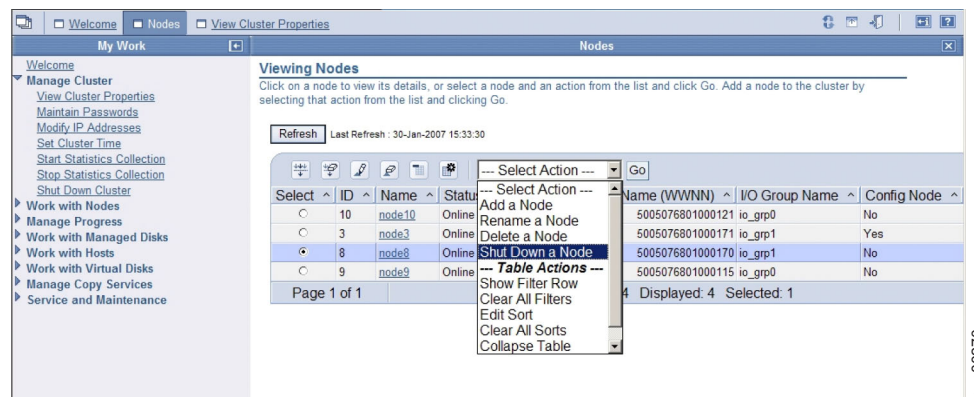 Welcome Nodes View Cluster Properties
My Work Nodes
Welcome
Manage Cluster
View Cluster Properties
Maintain Passwords
Modify IP Addresses
Set Cluster Time
Start Statistics Collection
Stop Statistics Collection
Shut Down Cluster
Work with Nodes
Manage Progress
Work with Managed Disks
Work with Hosts
Work with Virtual Disks
Manage Copy Services
Service and Maintenance
Viewing Nodes
Click on a node to view its details, or select a node and an action from the list and click Go. Add a node to the cluster by
selecting that action from the list and clicking Go.
Refresh Last Refresh : 30-Jan-2007 15:33:30
--- Select Action --- Go
Select ID Name Statu Name (WWNN) I/O Group Name Config Node
10 node10 Online 5005076801000121 io_grp0 No
3 node3 Online 5005076801000171 io_grp1 Yes
8 node8 Online 5005076801000170 io_grp1 No
9 node9 Online 5005076801000115 io_grp0 No
Page 1 of 1 4 Displayed: 4 Selected: 1
--- Select Action ---
Add a Node
Rename a Node
Delete a Node
Shut Down a Node
--- Table Actions ---
Show Filter Row
Clear All Filters
Edit Sort
Clear All Sorts
Collapse Table